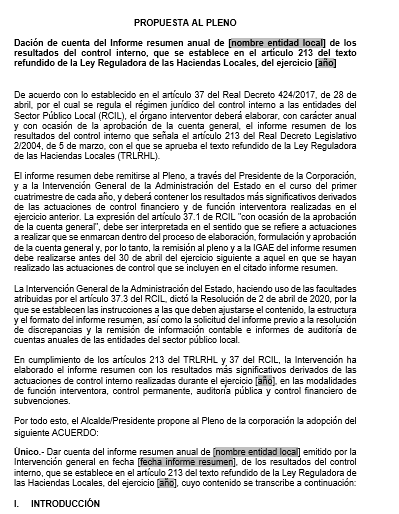 PROPUESTA AL PLENO
Dación de cuenta del Informe resumen anual de [nombre entidad local] de los
resultados del control interno, que se establece en el artículo 213 del texto
refundido de la Ley Reguladora de las Haciendas Locales, del ejercicio [año]
De acuerdo con lo establecido en el artículo 37 del Real Decreto 424/2017, de 28 de
abril, por el cual se regula el régimen jurídico del control interno a las entidades del
Sector Público Local (RCIL), el órgano interventor deberá elaborar, con carácter anual
y con ocasión de la aprobación de la cuenta general, el informe resumen de los
resultados del control interno que señala el artículo 213 del Real Decreto Legislativo
2/2004, de 5 de marzo, con el que se aprueba el texto refundido de la Ley Reguladora
de las Haciendas Locales (TRLRHL).
El informe resumen debe remitirse al Pleno, a través del Presidente de la Corporación,
y a la Intervención General de la Administración del Estado en el curso del primer
cuatrimestre de cada año, y deberá contener los resultados más significativos derivados
de las actuaciones de control financiero y de función interventora realizadas en el
ejercicio anterior. La expresión del artículo 37.1 de RCIL "con ocasión de la aprobación
de la cuenta general", debe ser interpretada en el sentido que se refiere a actuaciones
a realizar que se enmarcan dentro del proceso de elaboración, formulación y aprobación
de la cuenta general y, por lo tanto, la remisión al pleno y a la IGAE del informe resumen
debe realizarse antes del 30 de abril del ejercicio siguiente a aquel en que se hayan
realizado las actuaciones de control que se incluyen en el citado informe resumen.
La Intervención General de la Administración del Estado, haciendo uso de las facultades
atribuidas por el artículo 37.3 del RCIL, dictó la Resolución de 2 de abril de 2020, por la
que se establecen las instrucciones a las que deben ajustarse el contenido, la estructura
y el formato del informe resumen, así como la solicitud del informe previo a la resolución
de discrepancias y la remisión de información contable e informes de auditoría de
cuentas anuales de las entidades del sector público local.
En cumplimiento de los artículos 213 del TRLRHL y 37 del RCIL, la Intervención ha
elaborado el informe resumen con los resultados más significativos derivados de las
actuaciones de control interno realizadas durante el ejercicio [año], en las modalidades
de función interventora, control permanente, auditoría pública y control financiero de
subvenciones.
Por todo esto, el Alcalde/Presidente propone al Pleno de la corporación la adopción del
siguiente ACUERDO:
Único.- Dar cuenta del informe resumen anual de [nombre entidad local] emitido por la
Intervención general en fecha [fecha informe resumen], de los resultados del control
interno, que se establece en el artículo 213 del texto refundido de la Ley Reguladora de
las Haciendas Locales, del ejercicio [año], cuyo contenido se transcribe a continuación:
I. INTRODUCCIÓN